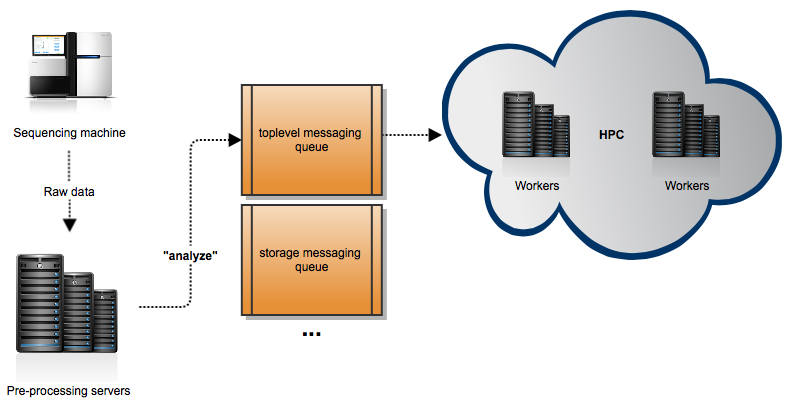 Sequencing machine
Raw data
Pre-processing servers
"analyze"
toplevel messaging
queue
storage messaging
queue
...
HPC
Workers
Workers